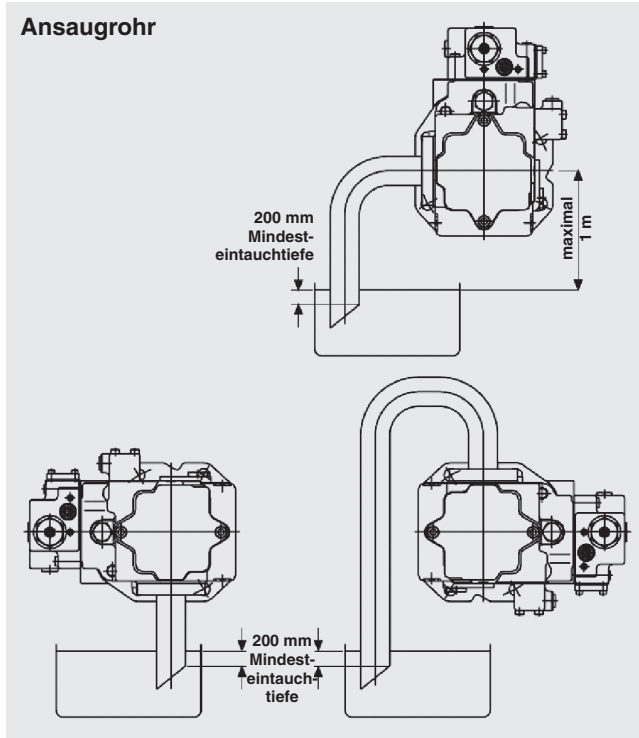 Ansaugrohr
200 mm
Mindest-
eintauchtiefe
maximal
1 m
200 mm
Mindest-
eintauch-
tiefe